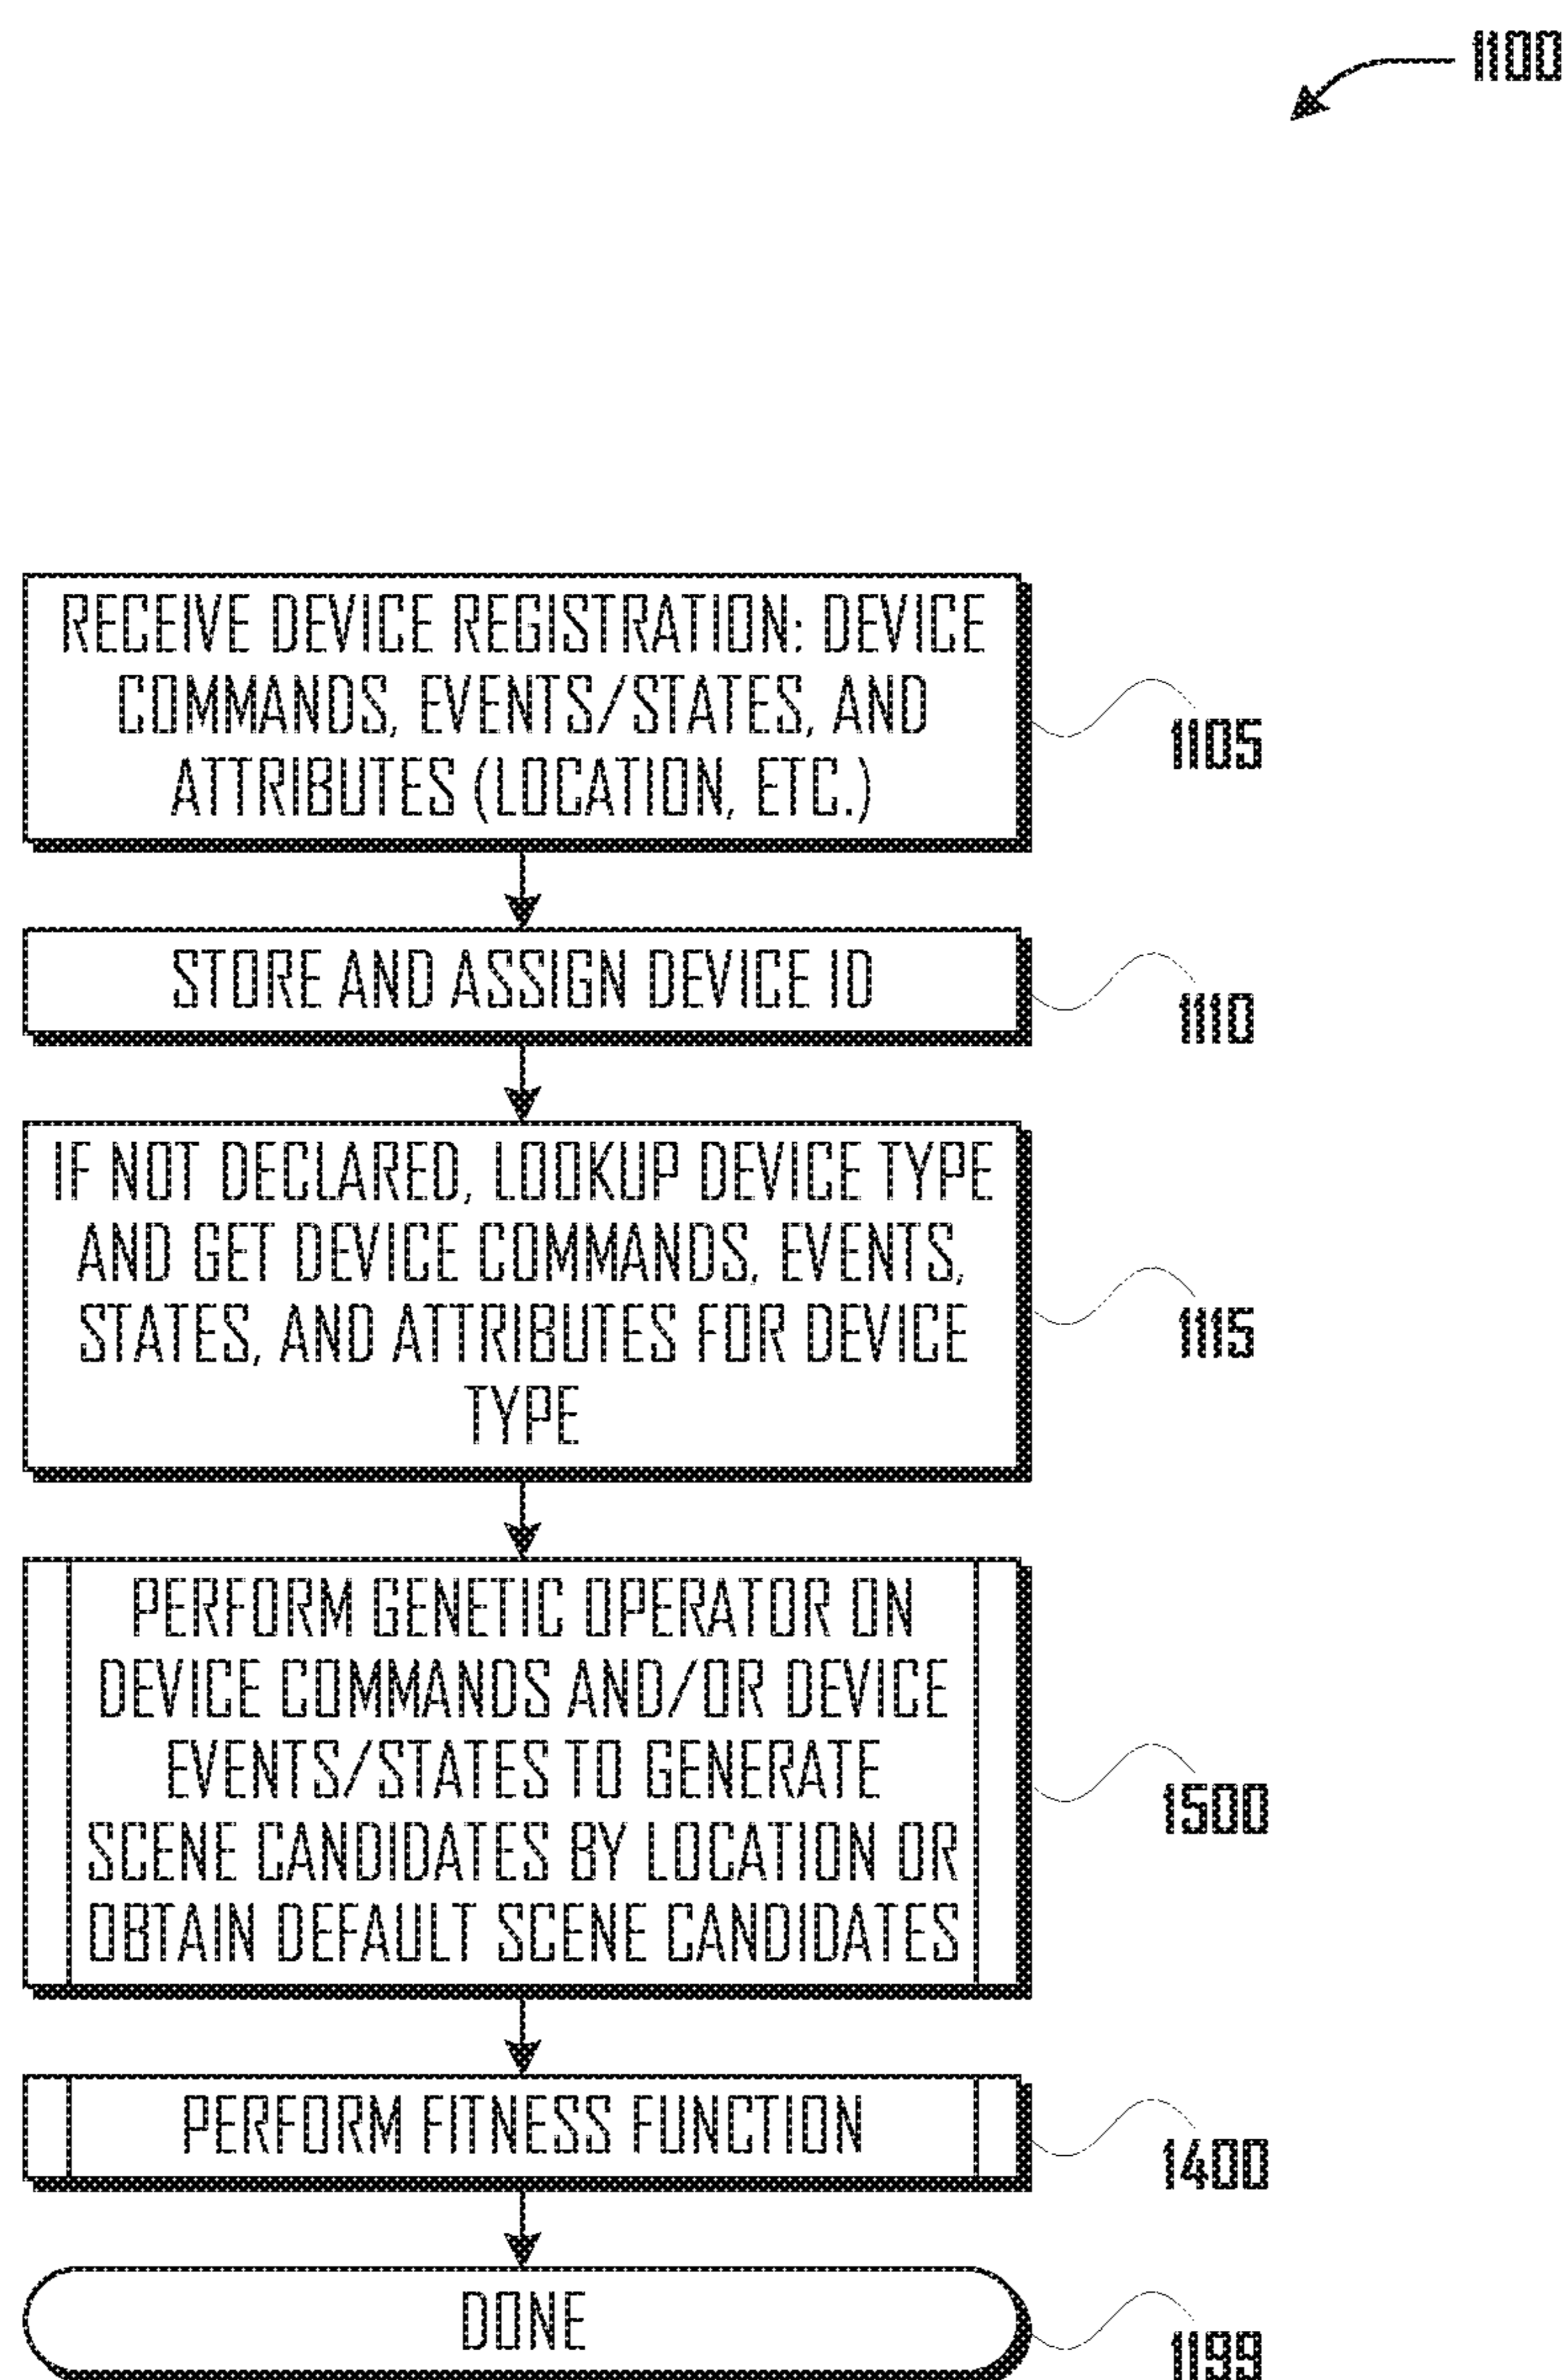 1100
RECEIVE DEVICE REGISTRATION: DEVICE
COMMANDS, EVENTS/STATES, AND
ATTRIBUTES (LOCATION, ETC.)
1105
STORE AND ASSIGN DEVICE ID
1110
IF NOT DECLARED, LOOKUP DEVICE TYPE
AND GET DEVICE COMMANDS, EVENTS,
STATES, AND ATTRIBUTES FOR DEVICE
TYPE
1115
PERFORM GENETIC OPERATOR ON
DEVICE COMMANDS AND/OR DEVICE
EVENTS/STATES TO GENERATE
SCENE CANDIDATES BY LOCATION OR
OBTAIN DEFAULT SCENE CANDIDATES
1500
PERFORM FITNESS FUNCTION
1400
DONE
1199